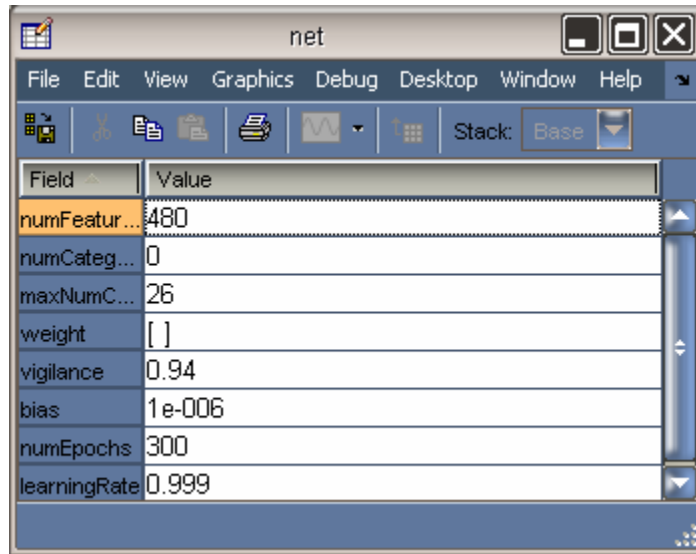 net
File Edit View Graphics Debug Desktop Window Help
Stack: Base
Field Value
numFeatur... 480
numCateg... 0
maxNumC... 26
weight [ ]
vigilance 0.94
bias 1e-006
numEpochs 300
learningRate 0.999